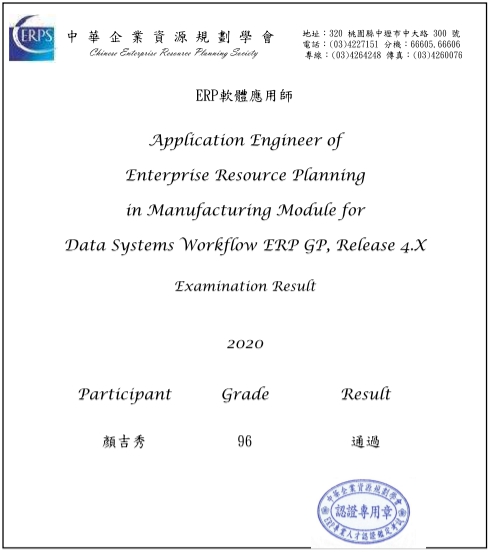 ERPS
中華企業資源規劃學會
Chinese Enterprise Resource Planning Society
地址：320 桃園縣中壢市中大路 300 號
電話：(03)4227151 分機：66605,66606
專線：(03)4264248 傳真：(03)4260076
ERP軟體應用師
Application Engineer of
Enterprise Resource Planning
in Manufacturing Module for
Data Systems Workflow ERP GP, Release 4.X
Examination Result
2020
Participant Grade Result
顏吉秀 96 通過
中華企業資源規劃學會
認證專用章
ERP專業人才認證鑑定考試